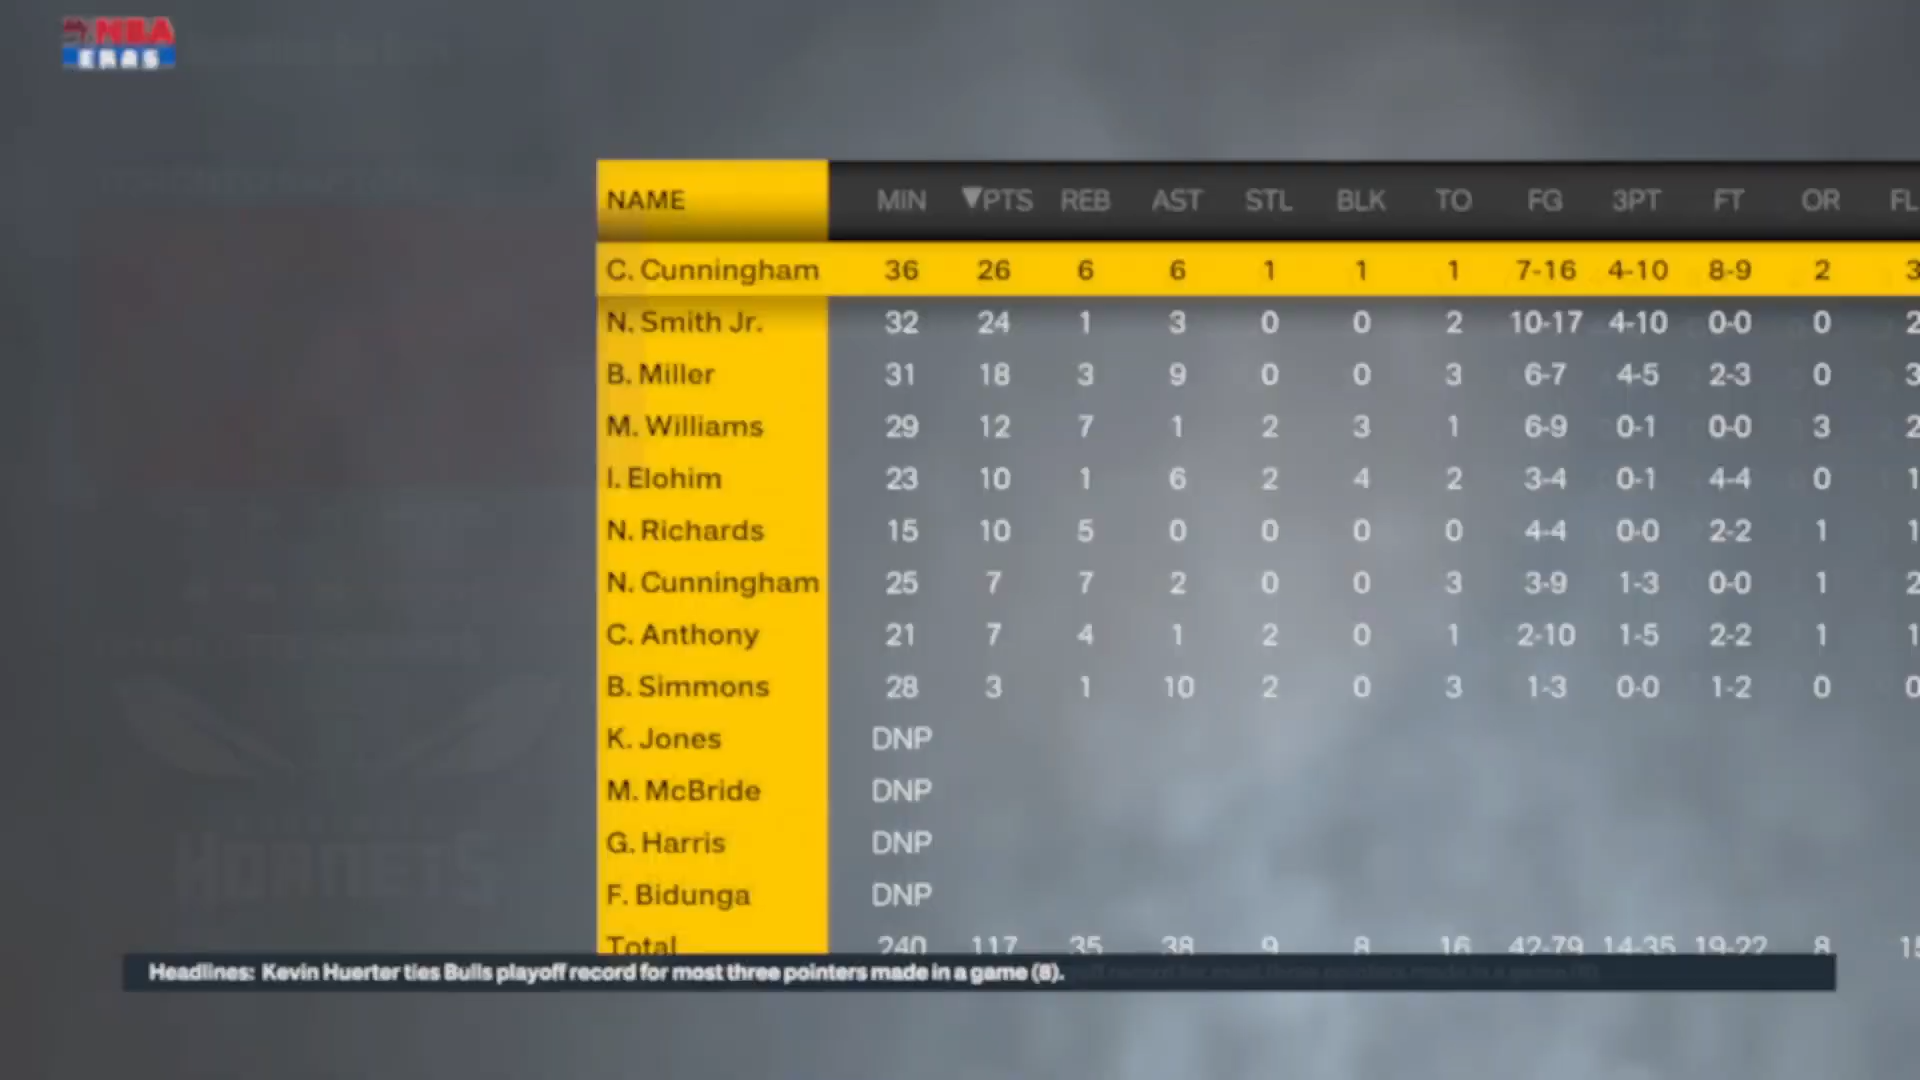 NBA
ERAS
NAME MIN ▼PTS REB AST STL BLK TO FG 3PT FT OR FL
C. Cunningham 36 26 6 6 1 1 1 7-16 4-10 8-9 2 3
N. Smith Jr. 32 24 1 3 0 0 2 10-17 4-10 0-0 0 2
B. Miller 31 18 3 9 0 0 3 6-7 4-5 2-3 0 3
M. Williams 29 12 7 1 2 3 1 6-9 0-1 0-0 3 2
I. Elohim 23 10 1 6 2 4 2 3-4 0-1 4-4 0 1
N. Richards 15 10 5 0 0 0 0 4-4 0-0 2-2 1 1
N. Cunningham 25 7 7 2 0 0 3 3-9 1-3 0-0 1 2
C. Anthony 21 7 4 1 2 0 1 2-10 1-5 2-2 1 1
B. Simmons 28 3 1 10 2 0 3 1-3 0-0 1-2 0 0
K. Jones DNP
M. McBride DNP
G. Harris DNP
F. Bidunga DNP
Total 240 117 35 38 9 8 16 42-79 14-35 19-22 8 15
HORNETS
Headlines: Kevin Huerter ties Bulls playoff record for most three pointers made in a game (8).